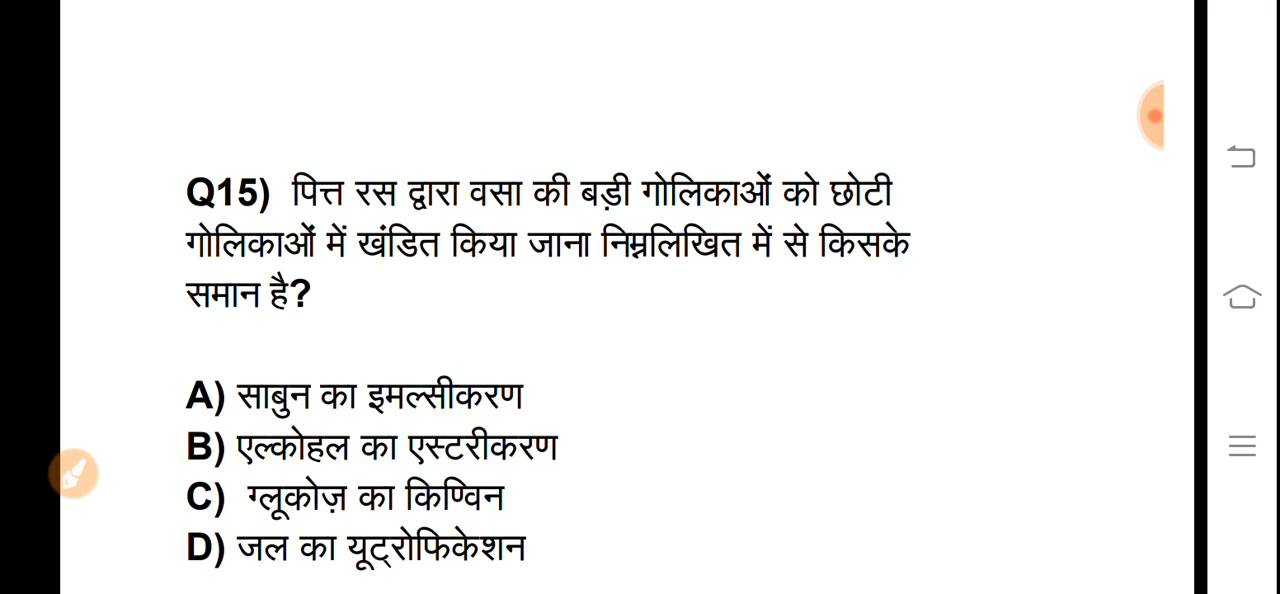 Q15) पित्त रस द्वारा वसा की बड़ी गोलिकाओं को छोटी
गोलिकाओं में खंडित किया जाना निम्नलिखित में से किसके
समान है?
A) साबुन का इमल्सीकरण
B) एल्कोहल का एस्टरीकरण
C) ग्लूकोज़ का किण्विन
D) जल का यूट्रोफिकेशन